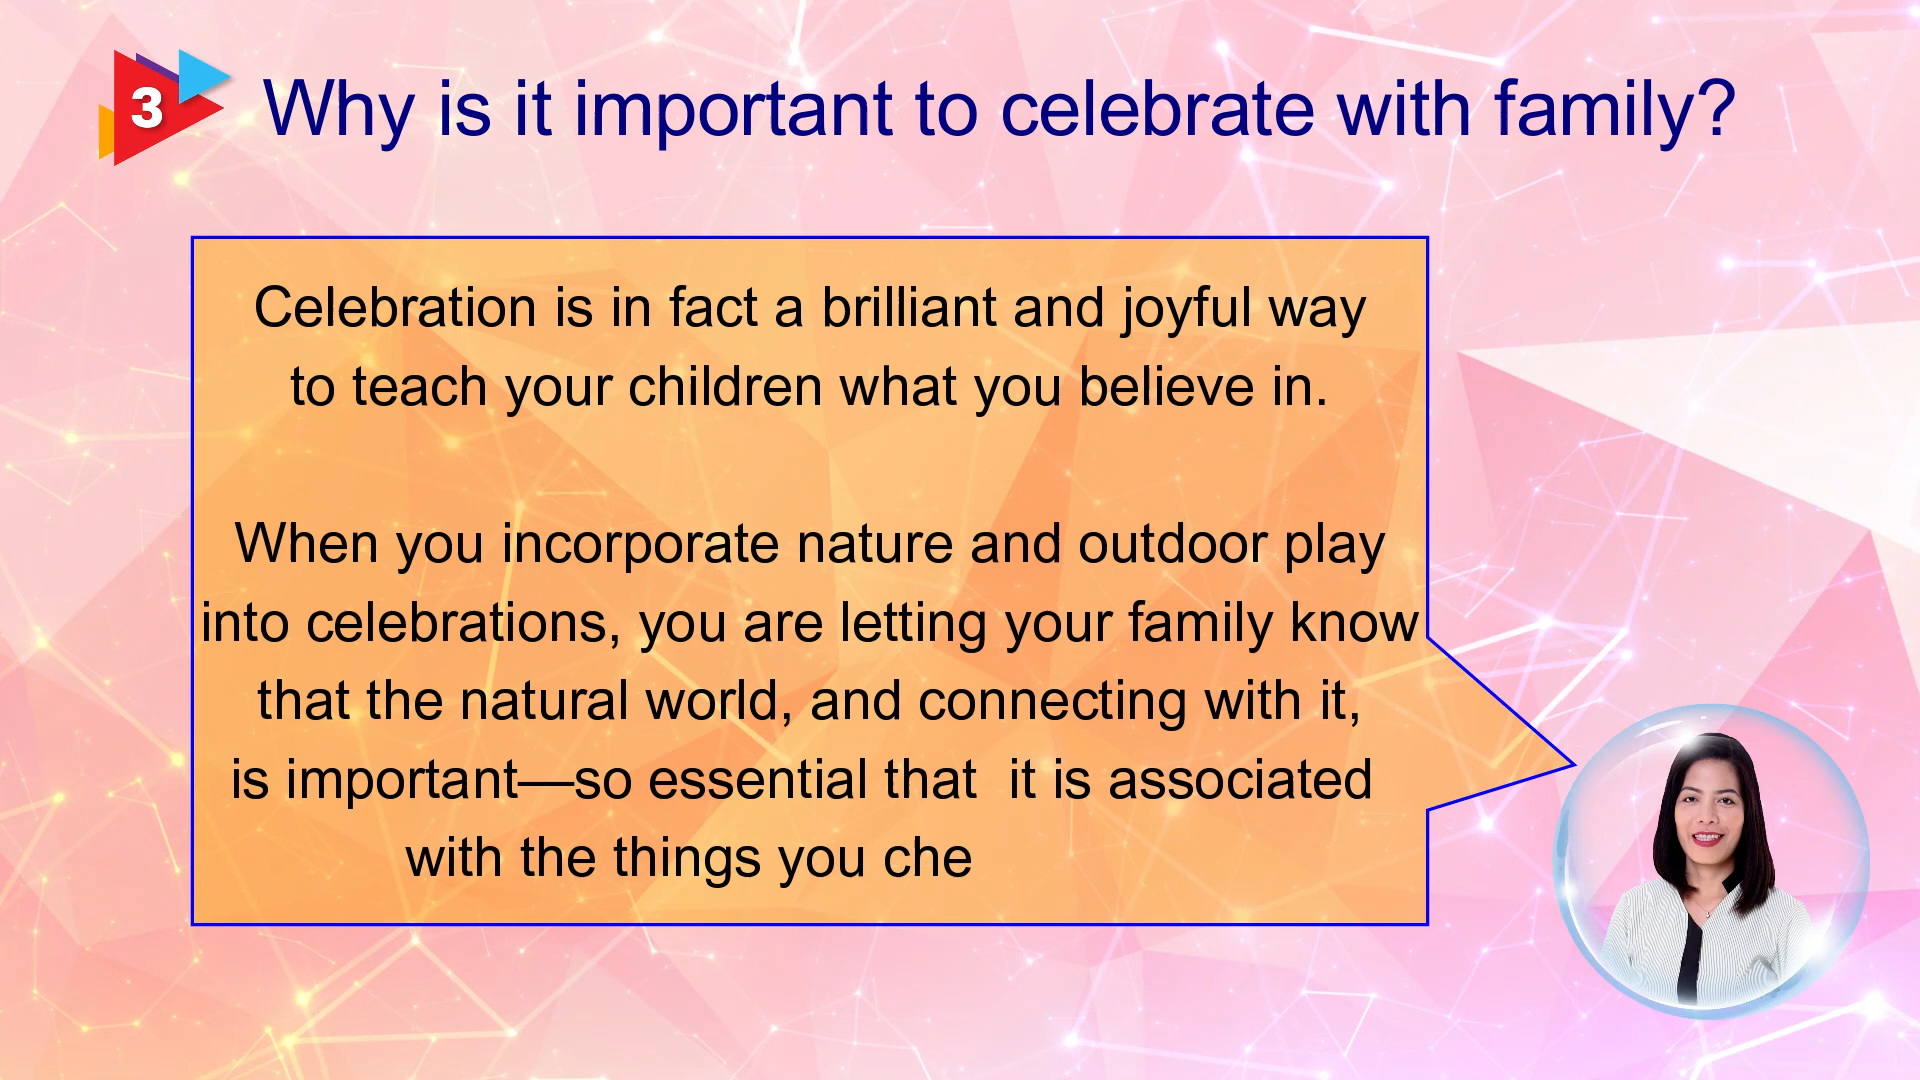 3
Why is it important to celebrate with family?
Celebration is in fact a brilliant and joyful way
to teach your children what you believe in.
When you incorporate nature and outdoor play
into celebrations, you are letting your family know
that the natural world, and connecting with it,
is important—so essential that it is associated
with the things you che